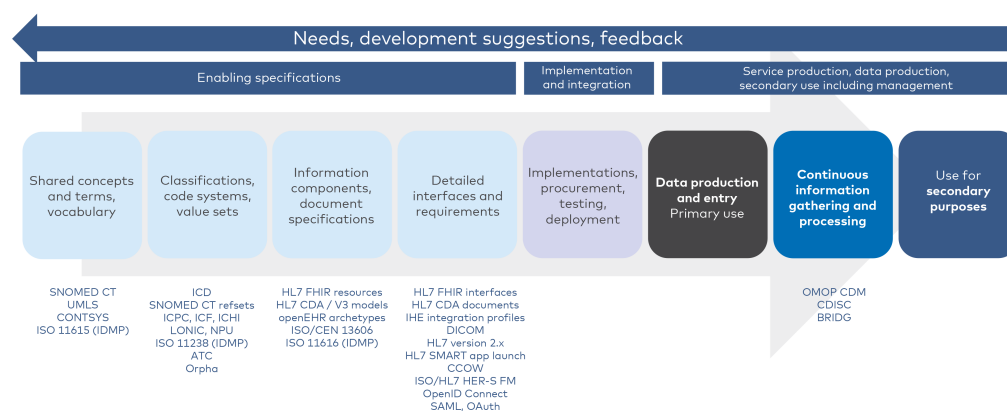 Needs, development suggestions, feedback
Enabling specifications
Implementation
and integration
Service production, data production,
secondary use including management
Shared concepts
and terms,
vocabulary
Classifications,
code systems,
value sets
Information
components,
document
specifications
Detailed
interfaces and
requirements
Implementations,
procurement,
testing,
deployment
Data production
and entry
Primary use
Continuous
information
gathering and
processing
Use for
secondary
purposes
SNOMED CT
UMLS
CONTSYS
ISO 11615 (IDMP)
ICD
SNOMED CT refsets
ICPC, ICF, ICHI
LONIC, NPU
ISO 11238 (IDMP)
ATC
Orpha
HL7 FHIR resources
HL7 CDA / V3 models
openEHR archetypes
ISO/CEN 13606
ISO 11616 (IDMP)
HL7 FHIR interfaces
HL7 CDA documents
IHE integration profiles
DICOM
HL7 version 2.x
HL7 SMART app launch
CCOW
ISO/HL7 HER-S FM
OpenID Connect
SAML, OAuth
OMOP CDM
CDISC
BRIDG